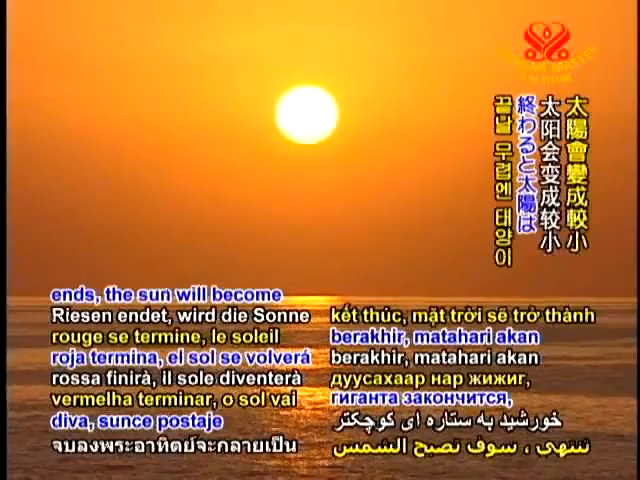 太陽會變成較小
太阳会变成较小
終わると太陽は
끝날 무렵엔 태양이
ends, the sun will become
Riesen endet, wird die Sonne
rouge se termine, le soleil
roja termina, el sol se volverá
rossa finirà, il sole diventerà
vermelha terminar, o sol vai
diva, sunce postaje
จบลงพระอาทิตย์จะกลายเป็น
kết thúc, mặt trời sẽ trở thành
berakhir, matahari akan
berakhir, matahari akan
дуусахаар нар жижиг,
гиганта закончится,
خورشید به ستاره ای کوچکتر
تنتهي ، سوف تصبح الشمس